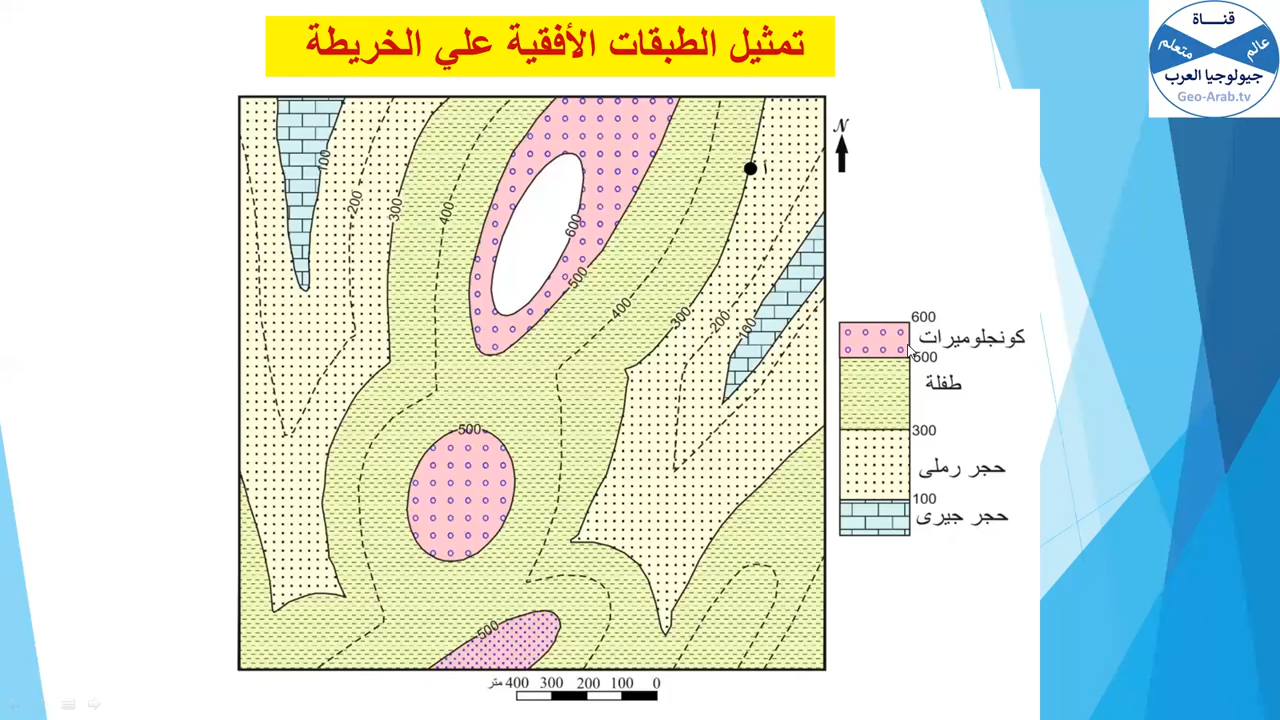 تمثيل الطبقات الأفقية علي الخريطة
قناة
عالم
متعلم
جيولوجيا العرب
Geo-Arab.tv
N
أ
100
200
300
400
600
500
400
300
200
100
500
500
600
كونجلوميرات
500
طفلة
300
حجر رملى
100
حجر جيرى
متر 400 300 200 100 0